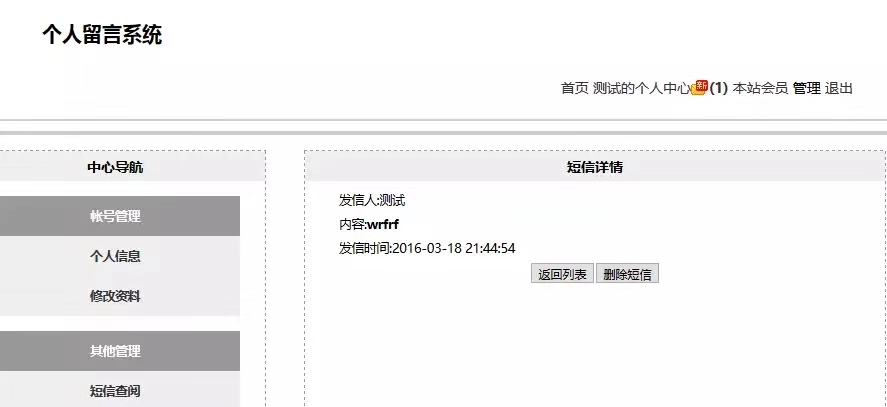 个人留言系统
首页 测试的个人中心新(1) 本站会员 管理 退出
中心导航
帐号管理
个人信息
修改资料
其他管理
短信查阅
短信详情
发信人:测试
内容:wrfrf
发信时间:2016-03-18 21:44:54
返回列表 删除短信